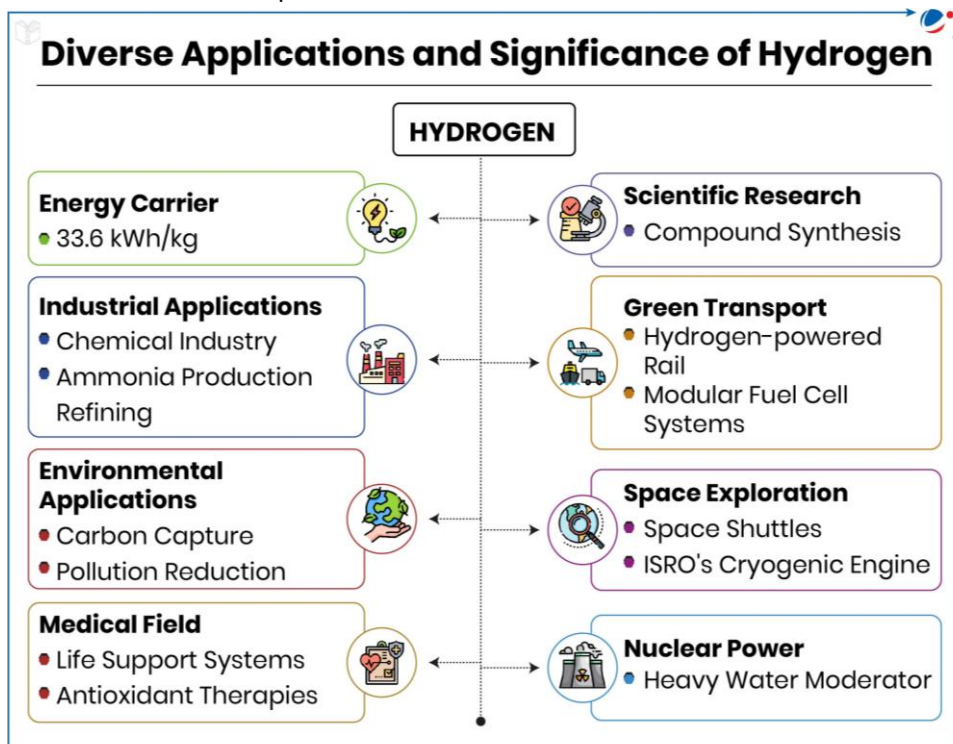 Diverse Applications and Significance of Hydrogen
HYDROGEN
Energy Carrier
33.6 kWh/kg
Industrial Applications
Chemical Industry
Ammonia Production
Refining
Environmental
Applications
Carbon Capture
Pollution Reduction
Medical Field
Life Support Systems
Antioxidant Therapies
Scientific Research
Compound Synthesis
Green Transport
Hydrogen-powered
Rail
Modular Fuel Cell
Systems
Space Exploration
Space Shuttles
ISRO's Cryogenic Engine
Nuclear Power
Heavy Water Moderator